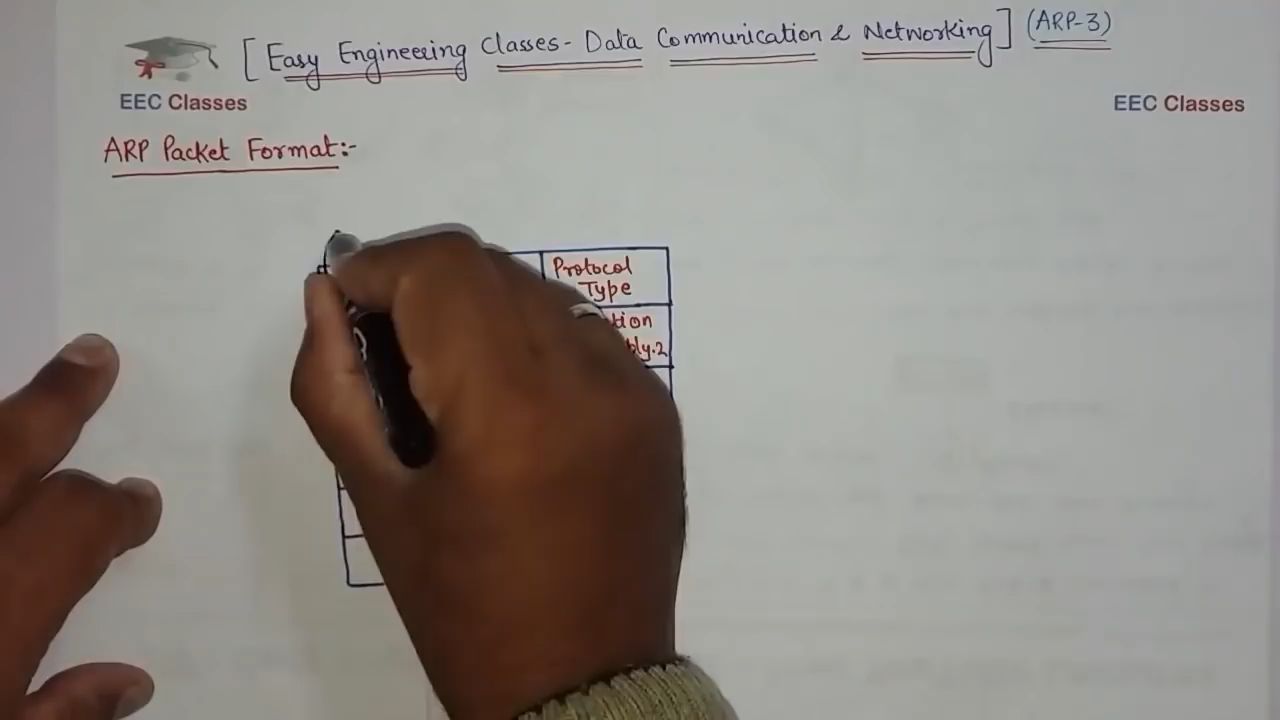 [Easy Engineering Classes- Data Communication & Networking] (ARP-3)
EEC Classes
EEC Classes
ARP Packet Format:-
Protocol
Type